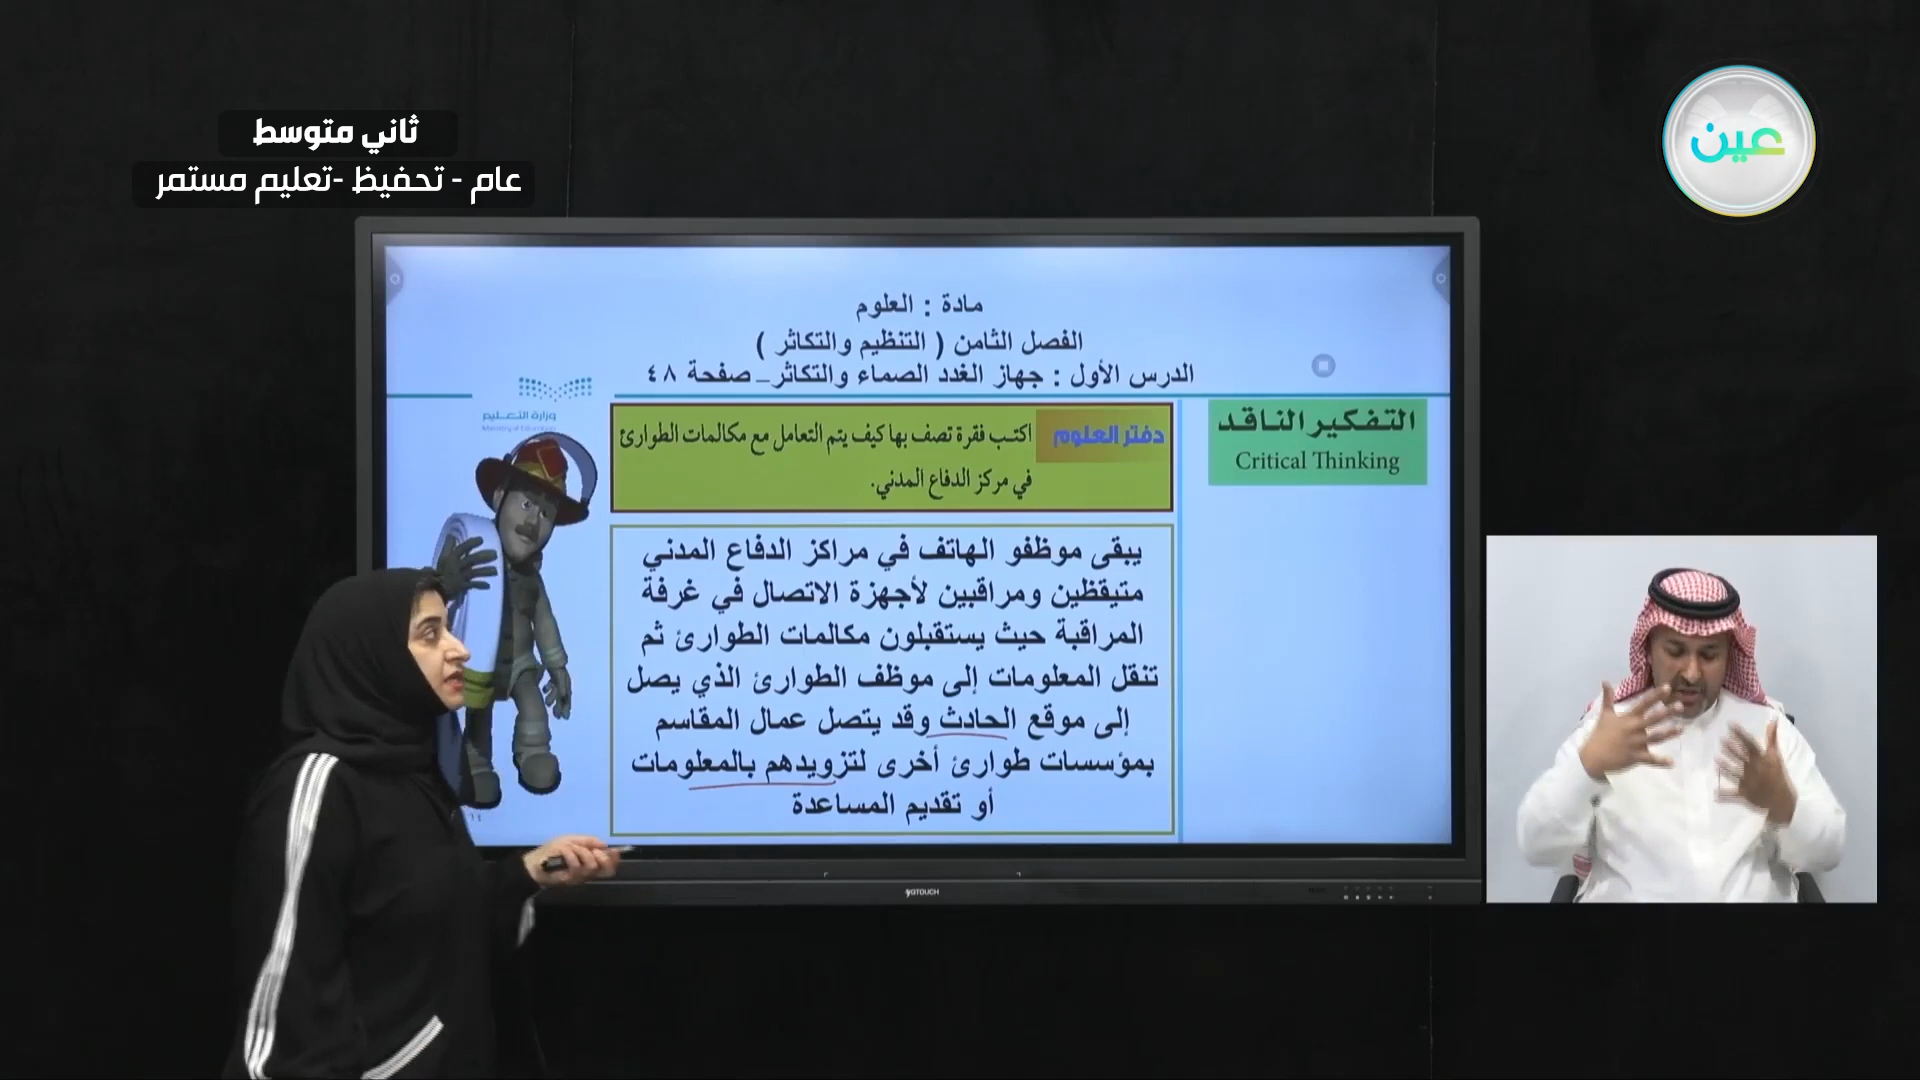 ثاني متوسط
عام - تحفيظ -تعليم مستمر
عين
مادة : العلوم
الفصل الثامن ( التنظيم والتكاثر )
الدرس الأول : جهاز الغدد الصماء والتكاثر_ صفحة ٤٨
التفكير الناقد
Critical Thinking
وزارة التعليم
Ministry of Education
دفتر العلوم اكتب فقرة تصف بها كيف يتم التعامل مع مكالمات الطوارئ
في مركز الدفاع المدني.
يبقى موظفو الهاتف في مراكز الدفاع المدني
متيقظين ومراقبين لأجهزة الاتصال في غرفة
المراقبة حيث يستقبلون مكالمات الطوارئ ثم
تنقل المعلومات إلى موظف الطوارئ الذي يصل
إلى موقع الحادث وقد يتصل عمال المقاسم
بمؤسسات طوارئ أخرى لتزويدهم بالمعلومات
أو تقديم المساعدة